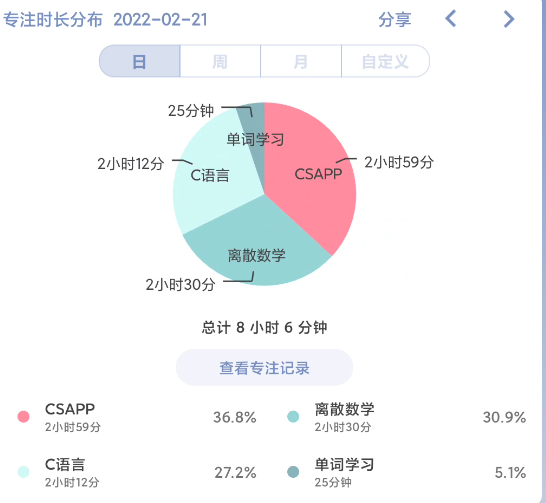 专注时长分布 2022-02-21 分享
日 周 月 自定义
25分钟
单词学习
2小时12分
2小时59分
C语言
CSAPP
离散数学
2小时30分
总计 8 小时 6 分钟
查看专注记录
CSAPP 36.8% 离散数学 30.9%
2小时59分 2小时30分
C语言 27.2% 单词学习 5.1%
2小时12分 25分钟